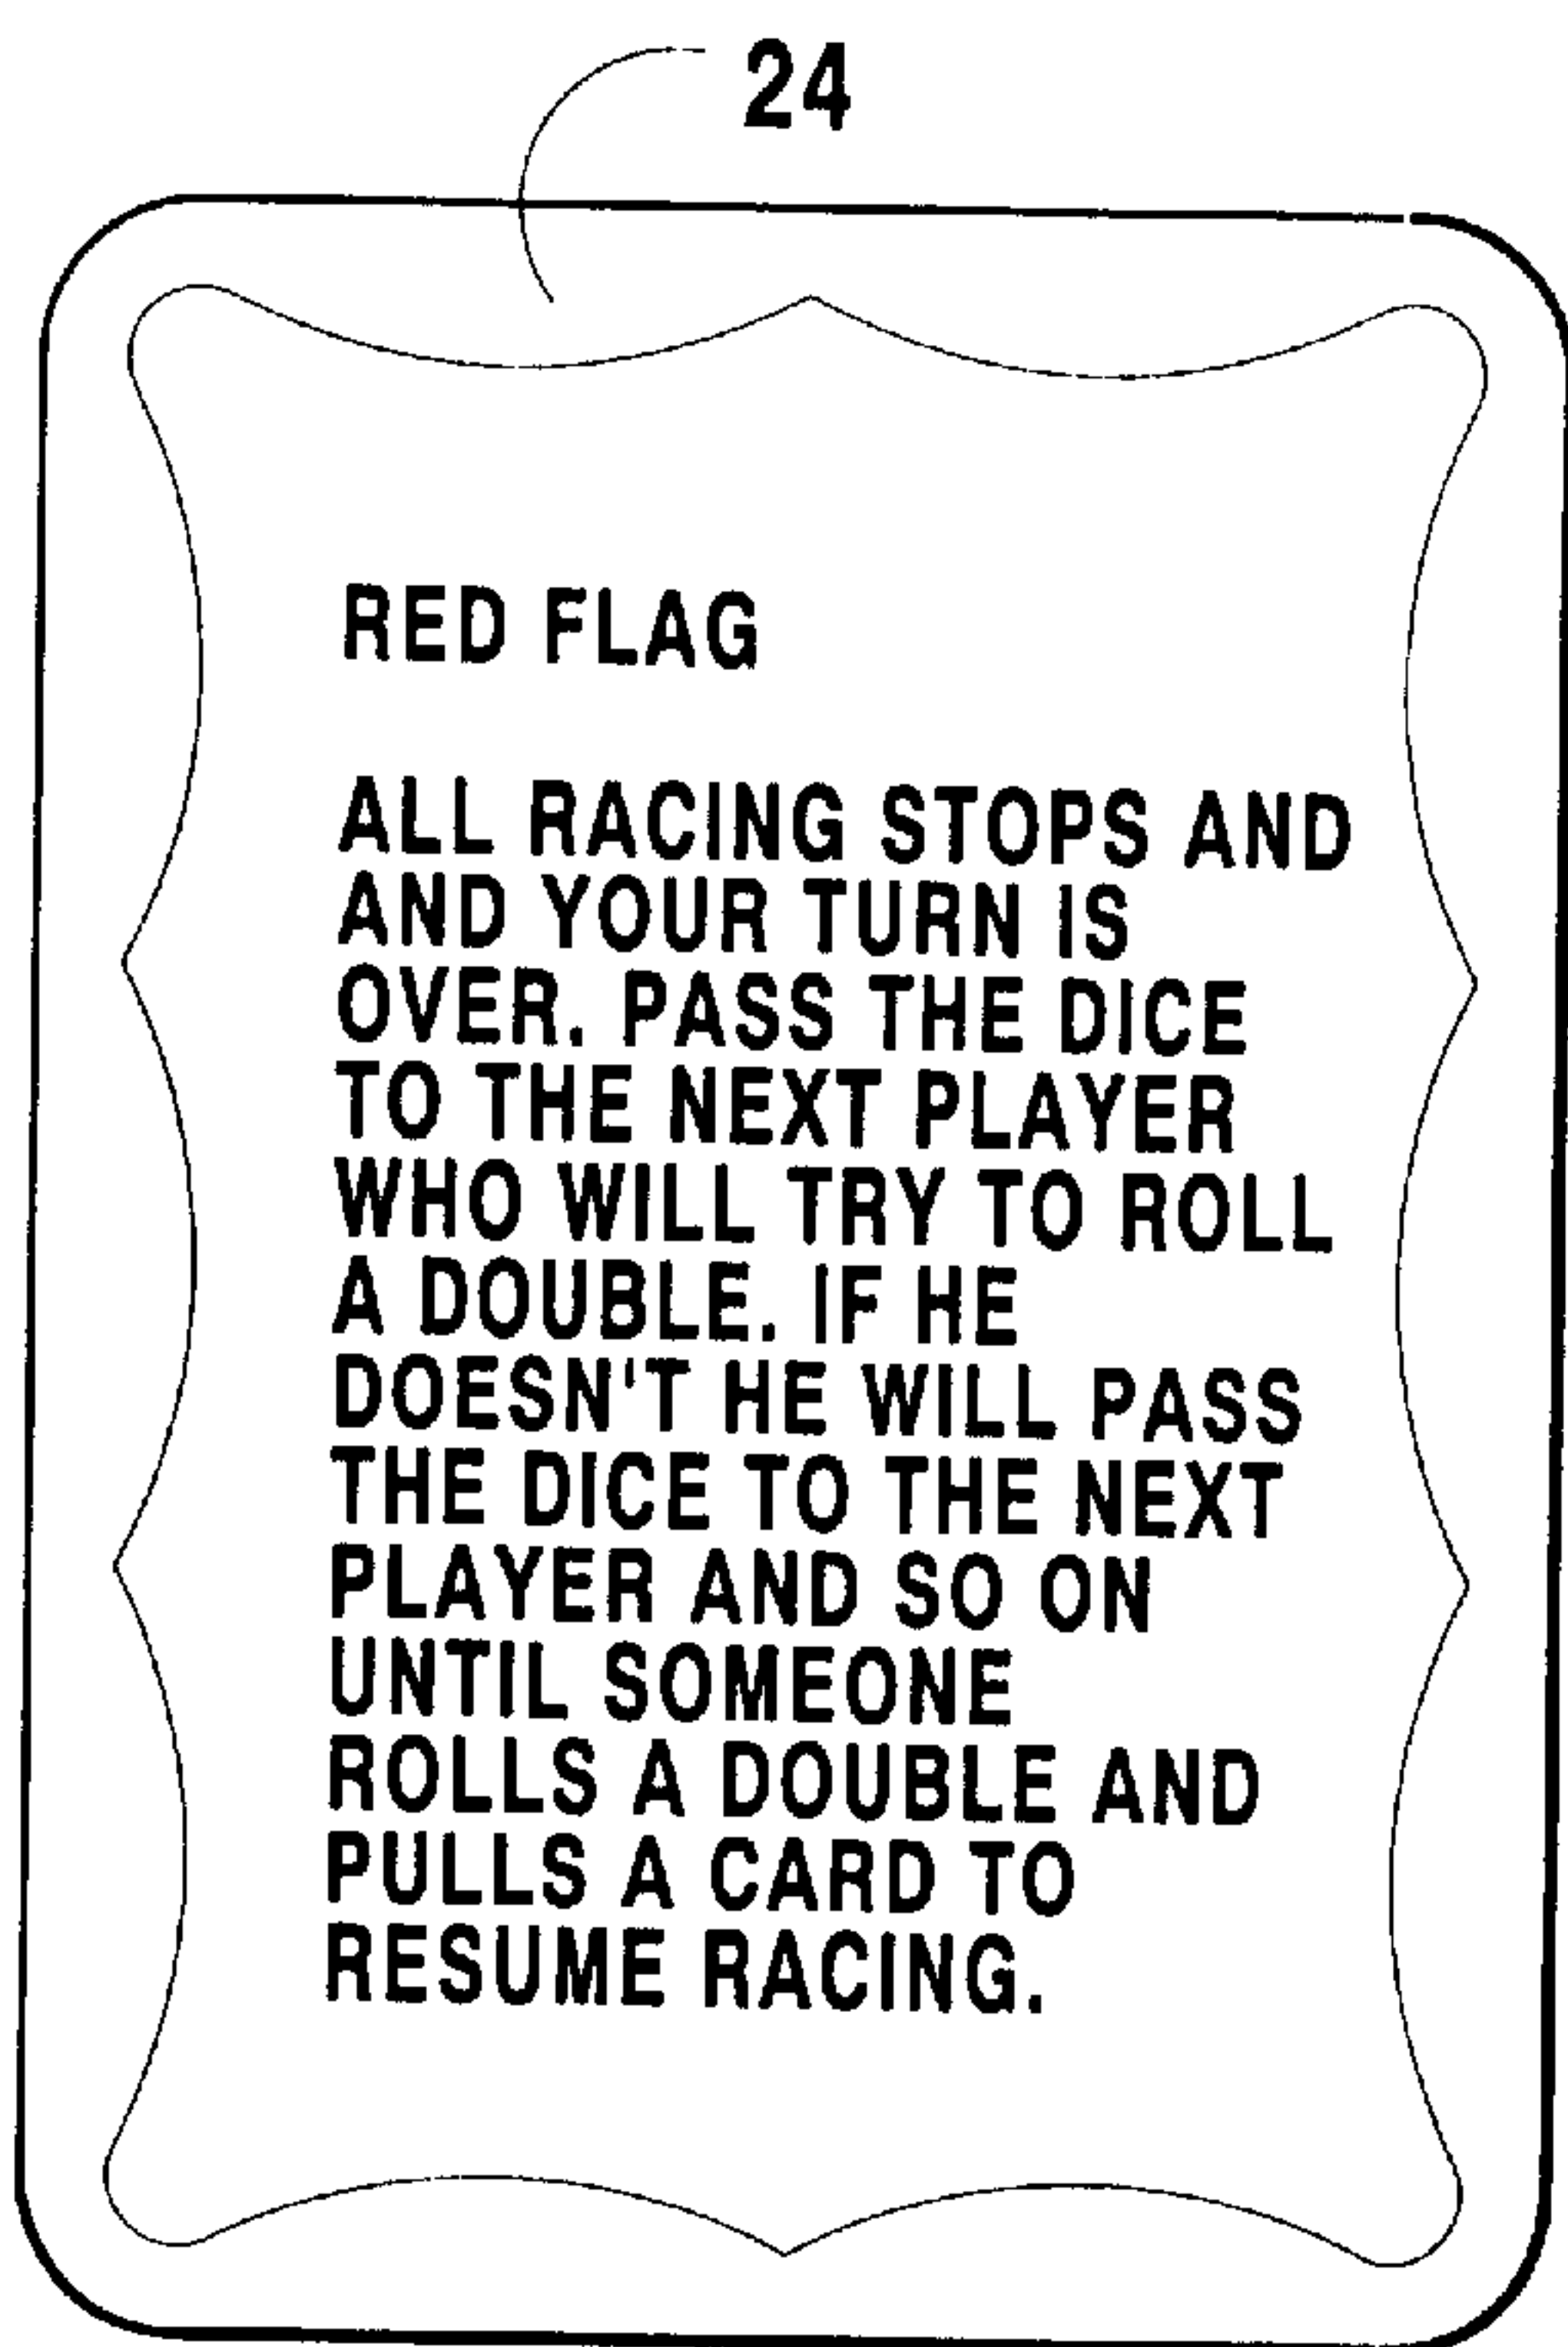 24
RED FLAG
ALL RACING STOPS AND
AND YOUR TURN IS
OVER. PASS THE DICE
TO THE NEXT PLAYER
WHO WILL TRY TO ROLL
A DOUBLE. IF HE
DOESN'T HE WILL PASS
THE DICE TO THE NEXT
PLAYER AND SO ON
UNTIL SOMEONE
ROLLS A DOUBLE AND
PULLS A CARD TO
RESUME RACING.